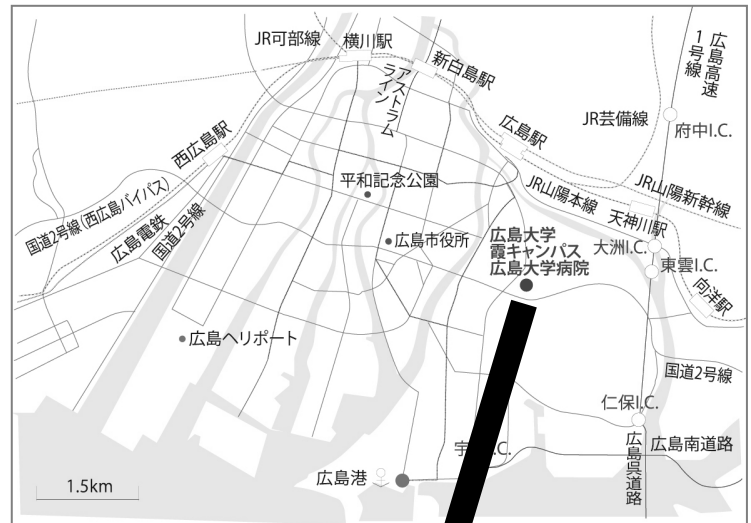 JR可部線
横川駅
アストラム
ライン
新白島駅
広島高速
1号線
JR芸備線
府中I.C.
広島駅
西広島駅
平和記念公園
JR山陽本線
JR山陽新幹線
天神川駅
国道2号線(西広島バイパス)
広島電鉄
国道2号線
広島市役所
広島大学
霞キャンパス
広島大学病院
大洲I.C.
東雲I.C.
向洋駅
広島ヘリポート
国道2号線
仁保I.C.
広島呉道路
広島南道路
広島港
1.5km